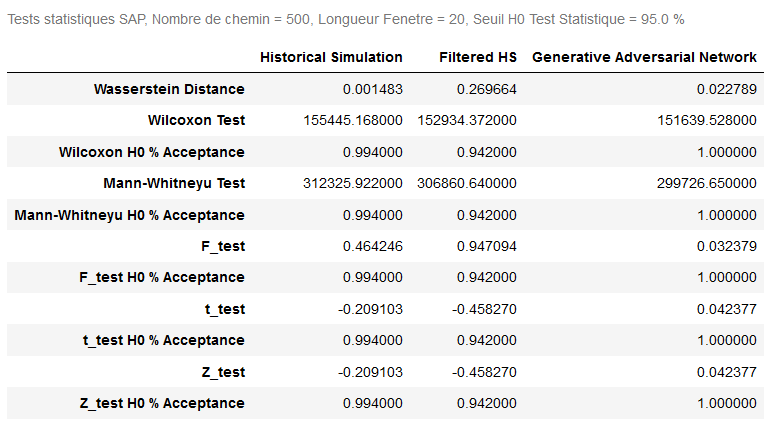 Tests statistiques SAP, Nombre de chemin = 500, Longueur Fenetre = 20, Seuil H0 Test Statistique = 95.0 %
Historical Simulation Filtered HS Generative Adversarial Network
Wasserstein Distance 0.001483 0.269664 0.022789
Wilcoxon Test 155445.168000 152934.372000 151639.528000
Wilcoxon H0 % Acceptance 0.994000 0.942000 1.000000
Mann-Whitneyu Test 312325.922000 306860.640000 299726.650000
Mann-Whitneyu H0 % Acceptance 0.994000 0.942000 1.000000
F_test 0.464246 0.947094 0.032379
F_test H0 % Acceptance 0.994000 0.942000 1.000000
t_test -0.209103 -0.458270 0.042377
t_test H0 % Acceptance 0.994000 0.942000 1.000000
Z_test -0.209103 -0.458270 0.042377
Z_test H0 % Acceptance 0.994000 0.942000 1.000000